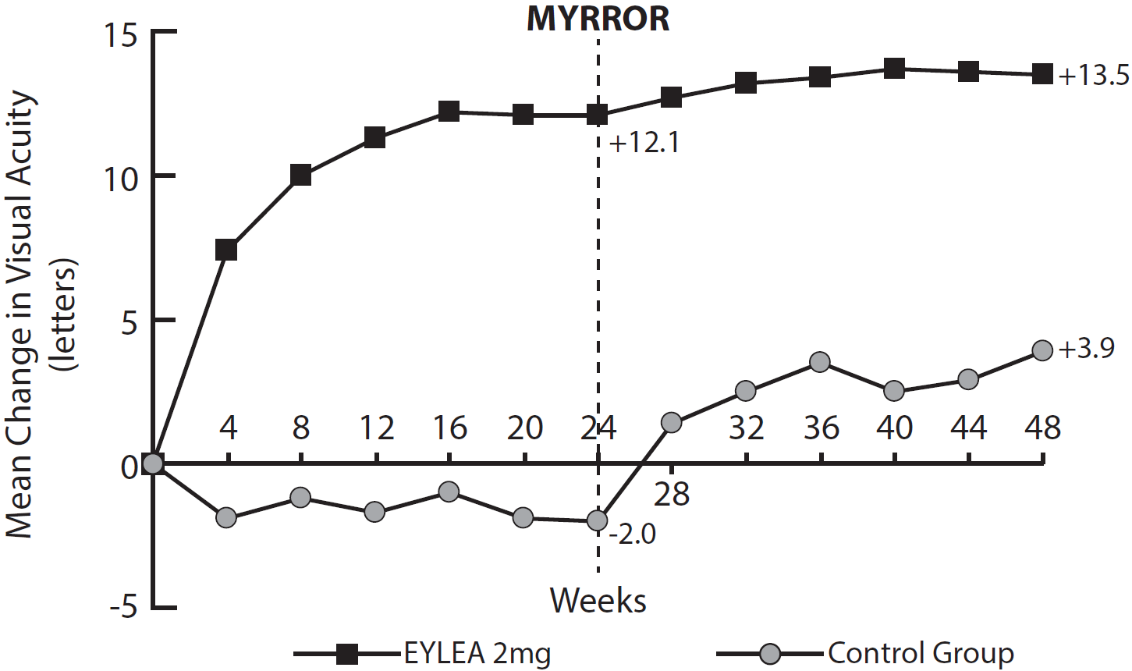 MYRROR
15
10
5
0
-5
Mean Change in Visual Acuity
(letters)
+13.5
+12.1
+3.9
-2.0
4 8 12 16 20 24 32 36 40 44 48
28
Weeks
EYLEA 2mg Control Group